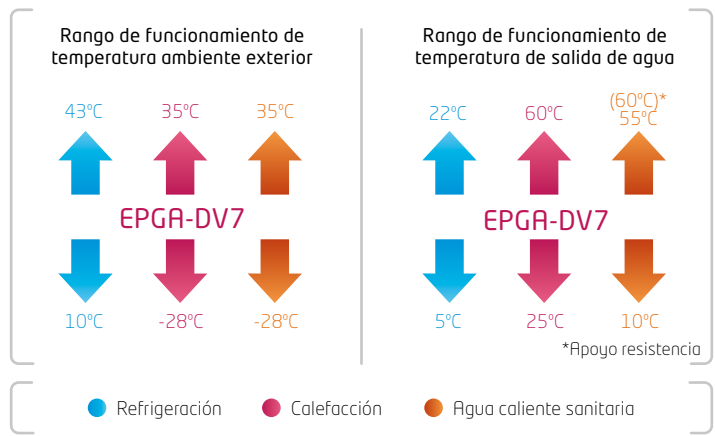 Rango de funcionamiento de
temperatura ambiente exterior
43ºC 35ºC 35ºC
EPGA-DV7
10ºC -28ºC -28ºC
Rango de funcionamiento de
temperatura de salida de agua
22ºC 60ºC (60ºC)*
55ºC
EPGA-DV7
5ºC 25ºC 10ºC
*Apoyo resistencia
Refrigeración Calefacción Agua caliente sanitaria